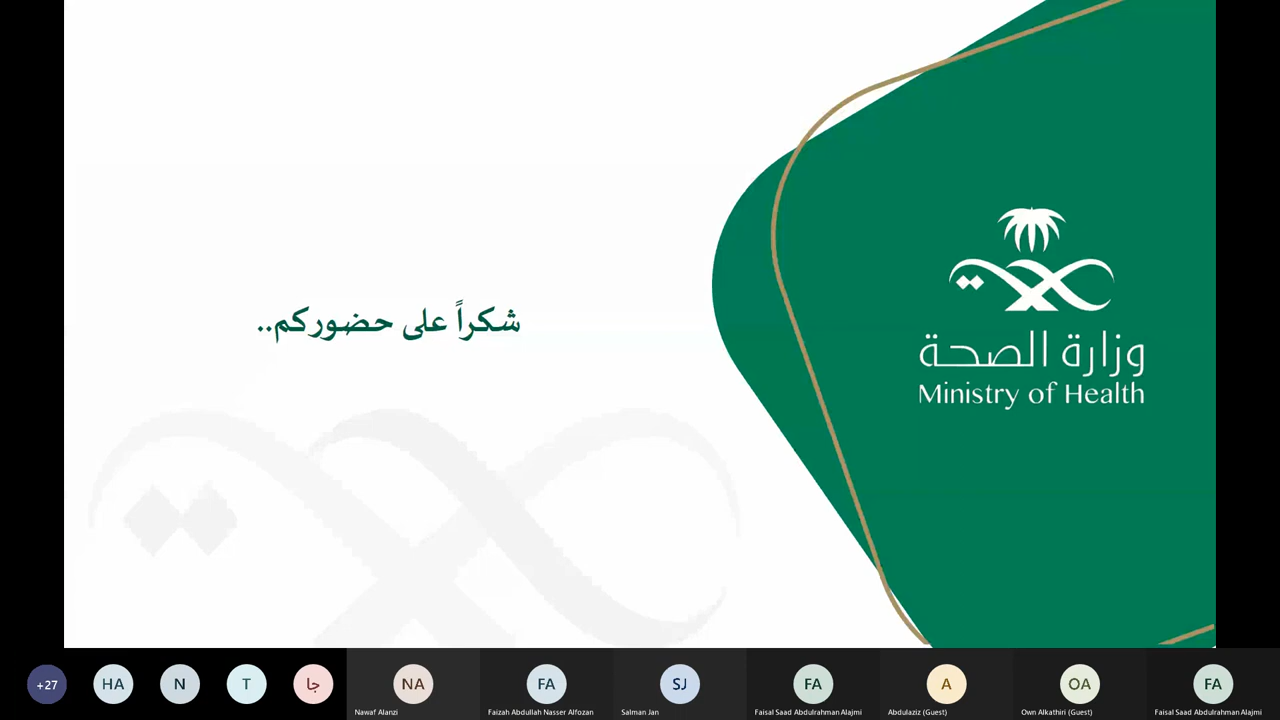 شكراً على حضوركم..
وزارة الصحة
Ministry of Health
+27
HA
N
T
جا
NA
Nawaf Alanzi
FA
Faizah Abdullah Nasser Alfozan
SJ
Salman Jan
FA
Faisal Saad Abdulrahman Alajmi
A
Abdulaziz (Guest)
OA
Own Alkathiri (Guest)
FA
Faisal Saad Abdulrahman Alajmi